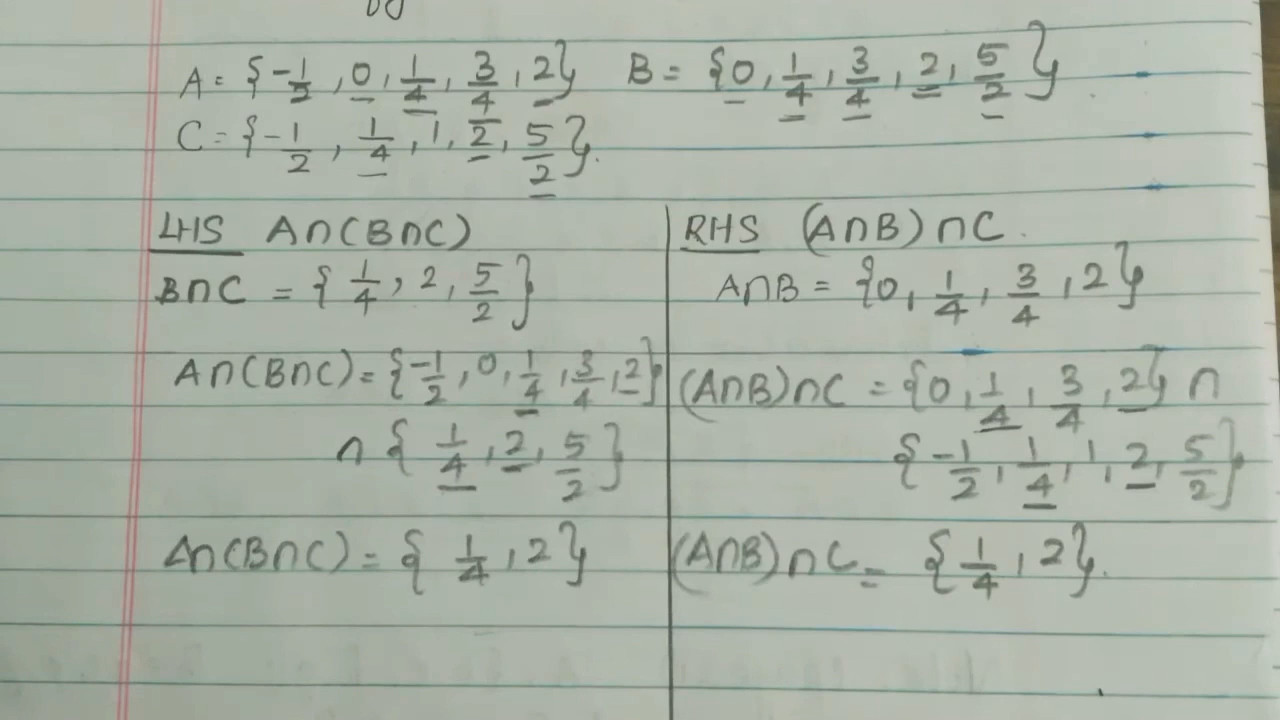 A = {-1/2, 0, 1/4, 3/4, 2} B = {0, 1/4, 3/4, 2, 5/2}
C = {-1/2, 1/4, 1, 2, 5/2}.
LHS A∩(B∩C)
B∩C = {1/4, 2, 5/2}
A∩(B∩C) = {-1/2, 0, 1/4, 3/4, 2}
∩ {1/4, 2, 5/2}
A∩(B∩C) = {1/4, 2}
RHS (A∩B)∩C.
A∩B = {0, 1/4, 3/4, 2}
(A∩B)∩C = {0, 1/4, 3/4, 2} ∩
{-1/2, 1/4, 1, 2, 5/2}
(A∩B)∩C = {1/4, 2}.